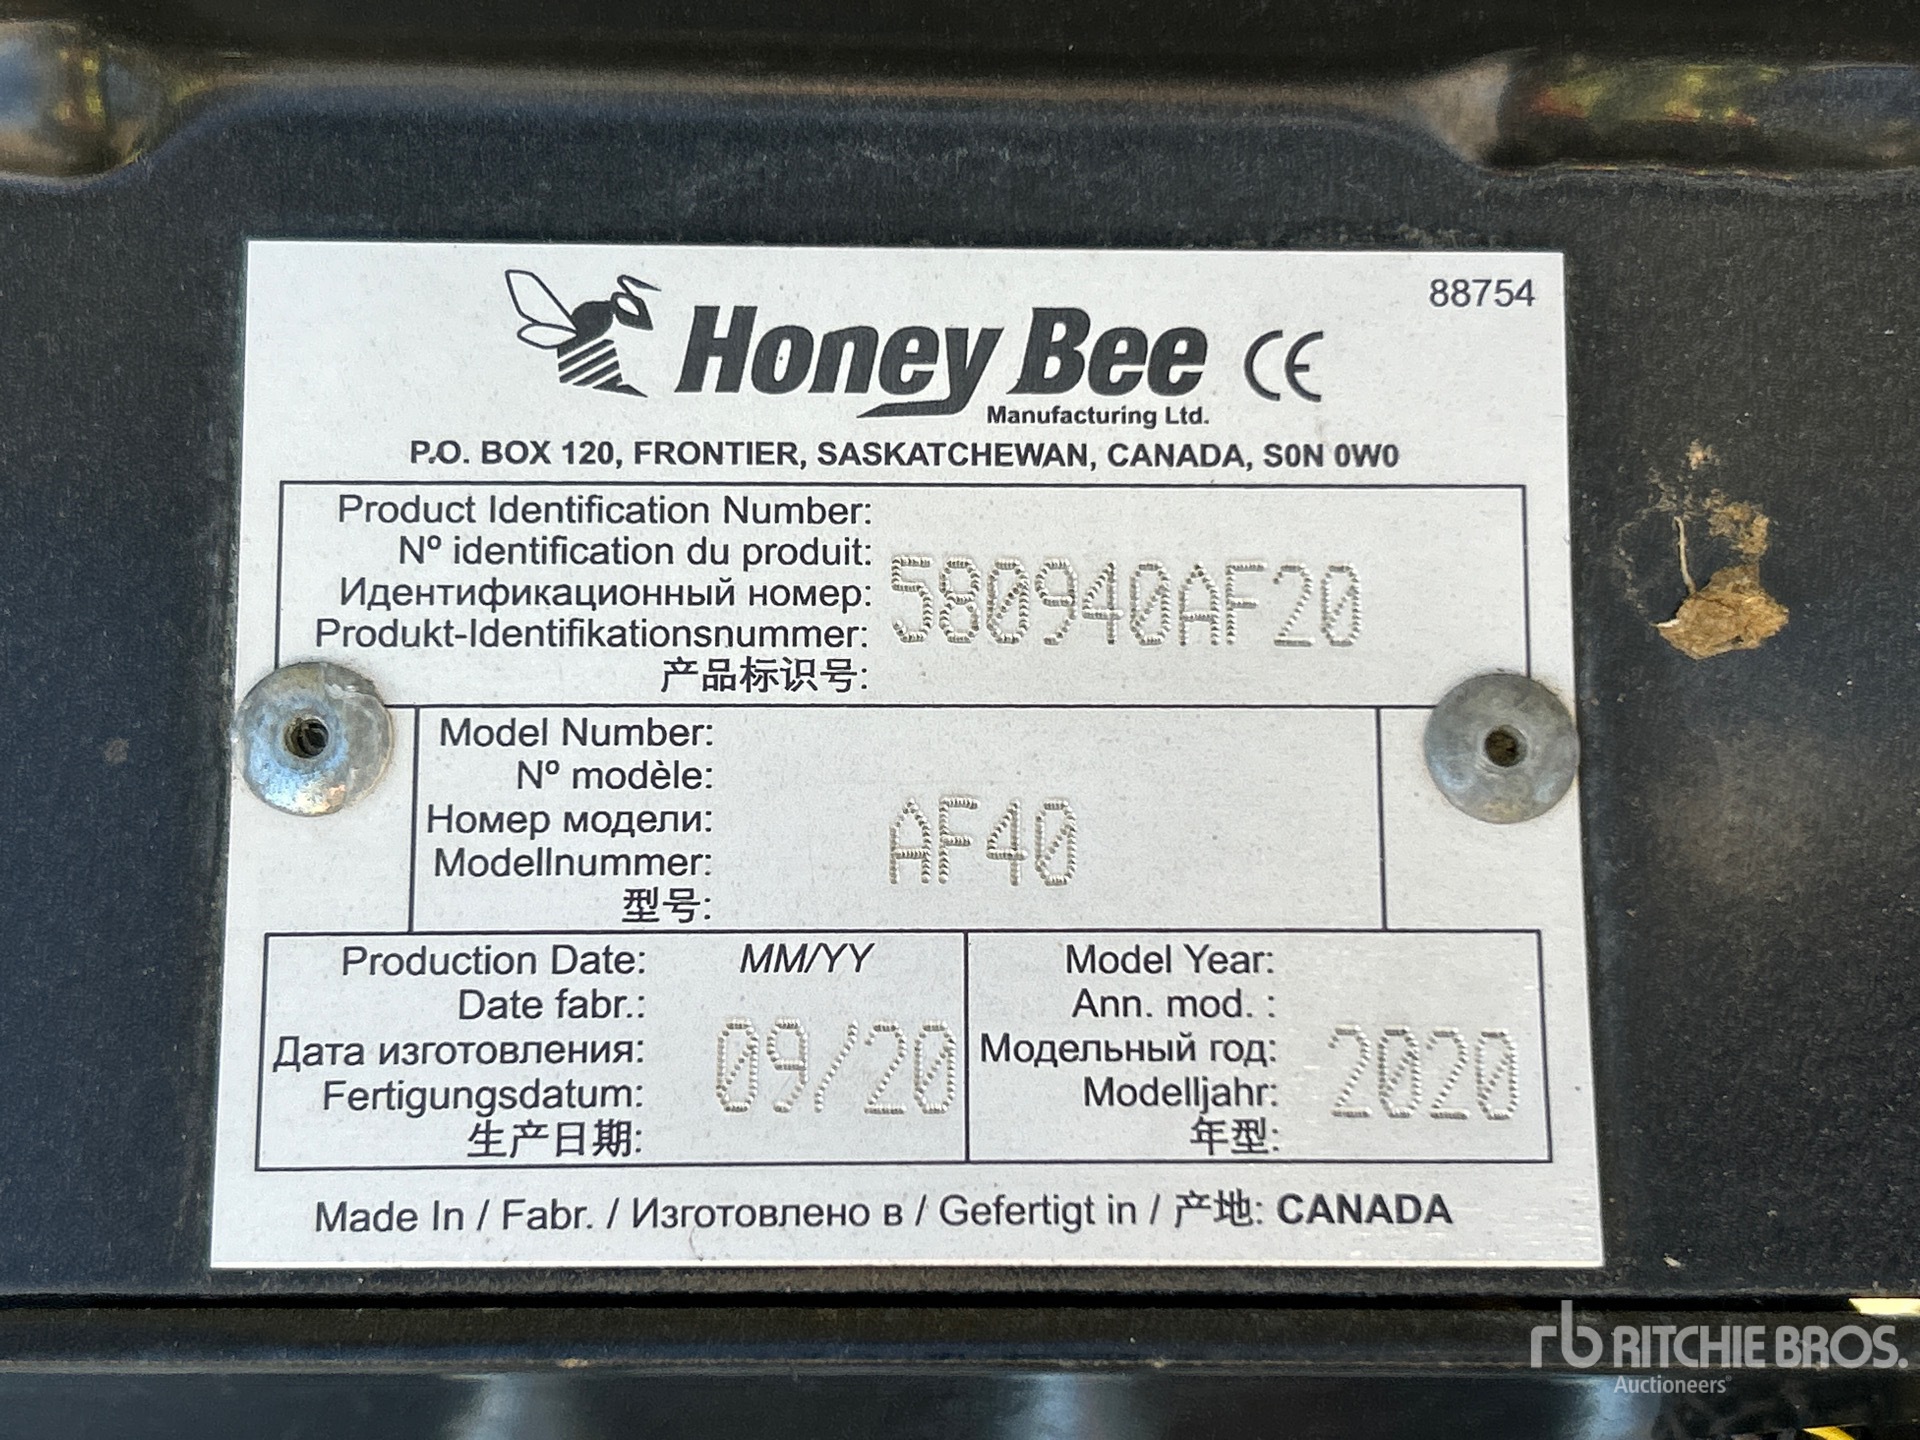 88754
Honey Bee CE
Manufacturing Ltd.
P.O. BOX 120, FRONTIER, SASKATCHEWAN, CANADA, S0N 0W0
Product Identification Number:
Nº identification du produit:
Идентификационный номер: 580940AF20
Produkt-Identifikationsnummer:
产品标识号:
Model Number:
Nº modèle:
Номер модели: AF40
Modellnummer:
型号:
Production Date: MM/YY
Date fabr.:
Дата изготовления: 09/20
Fertigungsdatum:
生产日期:
Model Year:
Ann. mod. :
Модельный год: 2020
Modelljahr:
年型:
Made In / Fabr. / Изготовлено в / Gefertigt in / 产地: CANADA
rb RITCHIE BROS.
Auctioneers